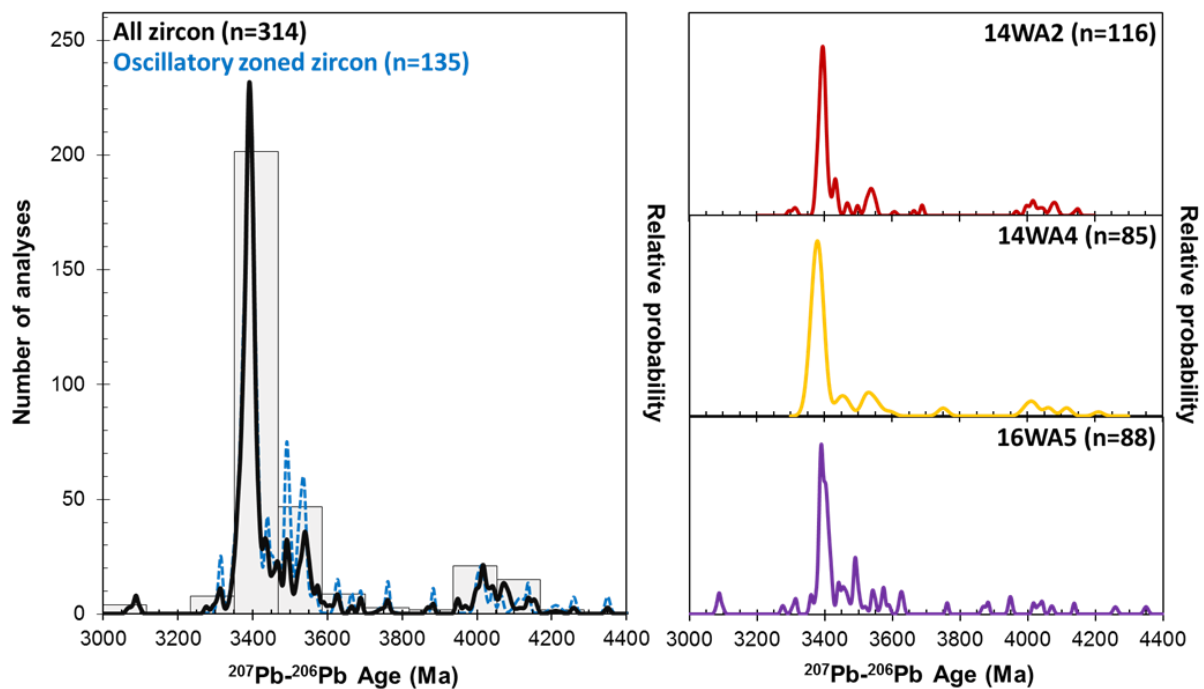 All zircon (n=314)
Oscillatory zoned zircon (n=135)
250
200
150
100
50
0
Number of analyses
Relative probability
3000 3200 3400 3600 3800 4000 4200 4400
²⁰⁷Pb-²⁰⁶Pb Age (Ma)
14WA2 (n=116)
14WA4 (n=85)
16WA5 (n=88)
Relative probability
3000 3200 3400 3600 3800 4000 4200 4400
²⁰⁷Pb-²⁰⁶Pb Age (Ma)